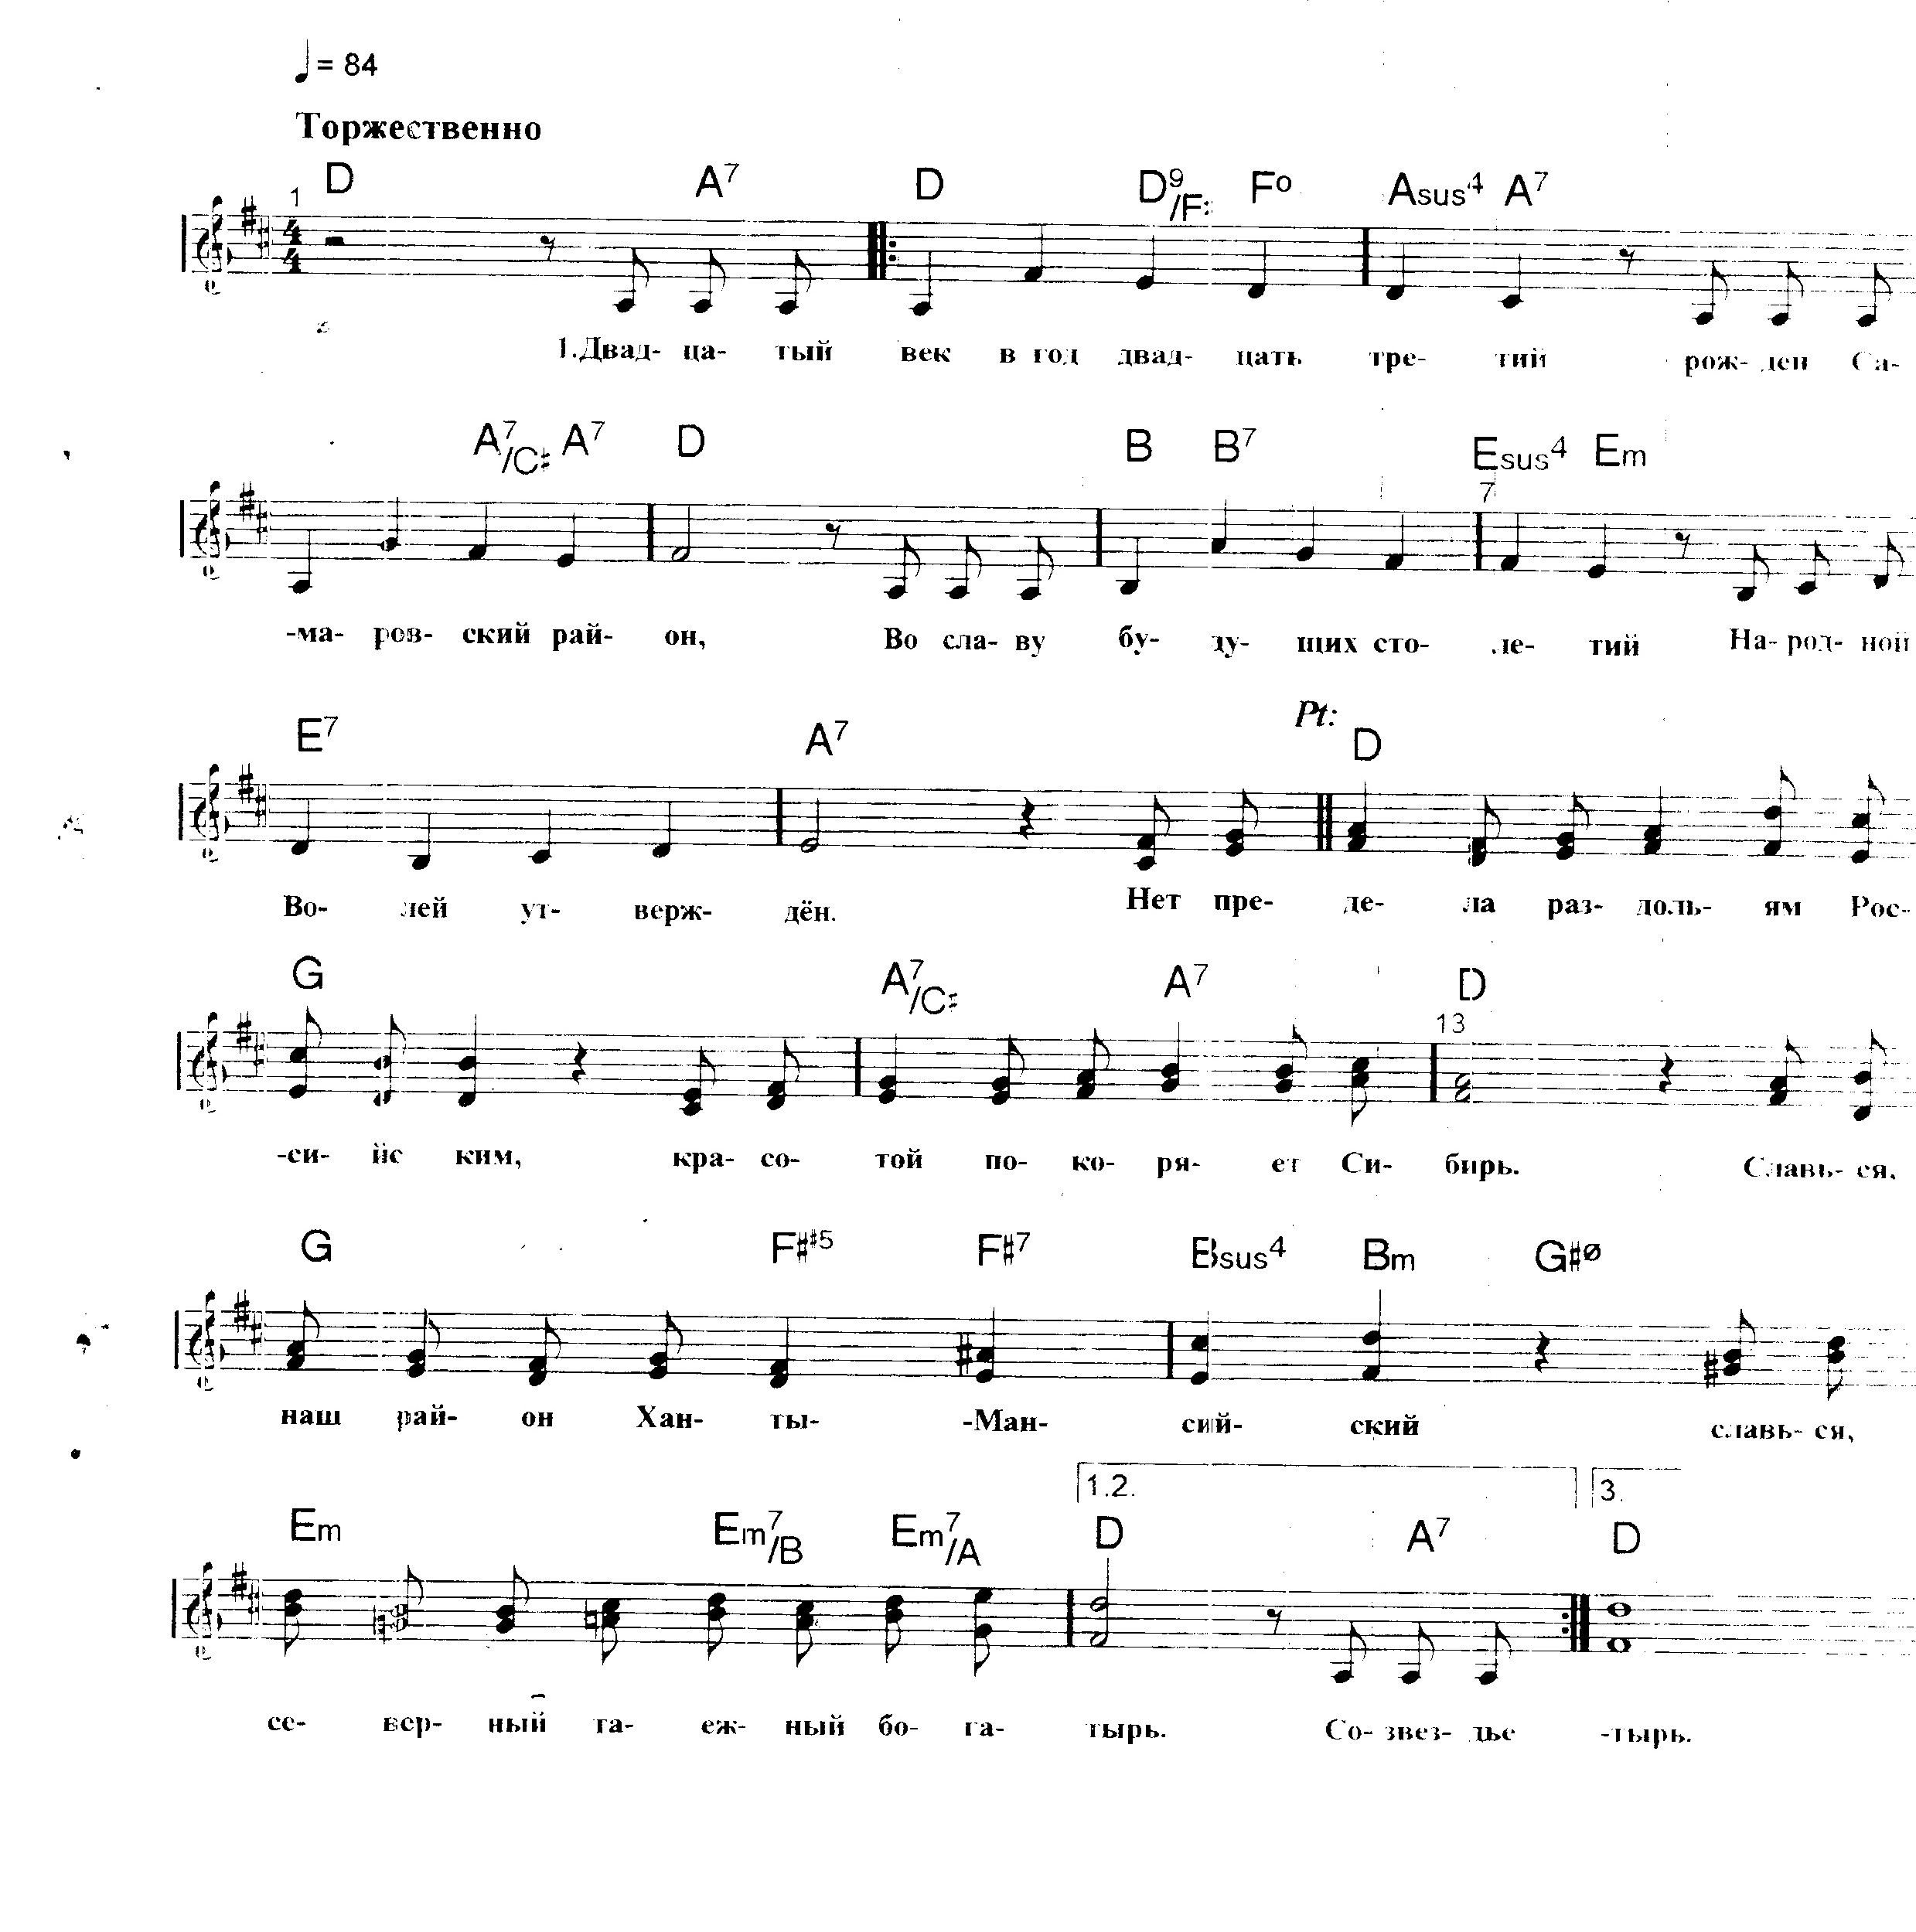 = 84
Торжественно
D A7 D D9/F♯ Fo Asus4 A7
1
4
4
1.Двад- ца- тый век в год двад- цать тре- тий рож- ден Са-
A7/C♯ A7 D B B7 Esus4 Em
7
-ма- ров- ский рай- он, Во сла- ву бу- ду- щих сто- ле- тий На- род- ной
Pt:
E7 A7 D
Во- лей ут- верж- дён. Нет пре- де- ла раз- доль- ям Рос-
G A7/C♯ A7 D
13
-си- йс ким, кра- со- той по- ко- ря- ет Си- бирь. Славь- ся,
G F♯♯5 F♯7 Bsus4 Bm G♯ø
наш рай- он Хан- ты- -Ман- сий- ский славь- ся,
1.2. 3.
Em Em7/B Em7/A D A7 D
се- вер- ный та- еж- ный бо- га- тырь. Со- звез- дье -тырь.